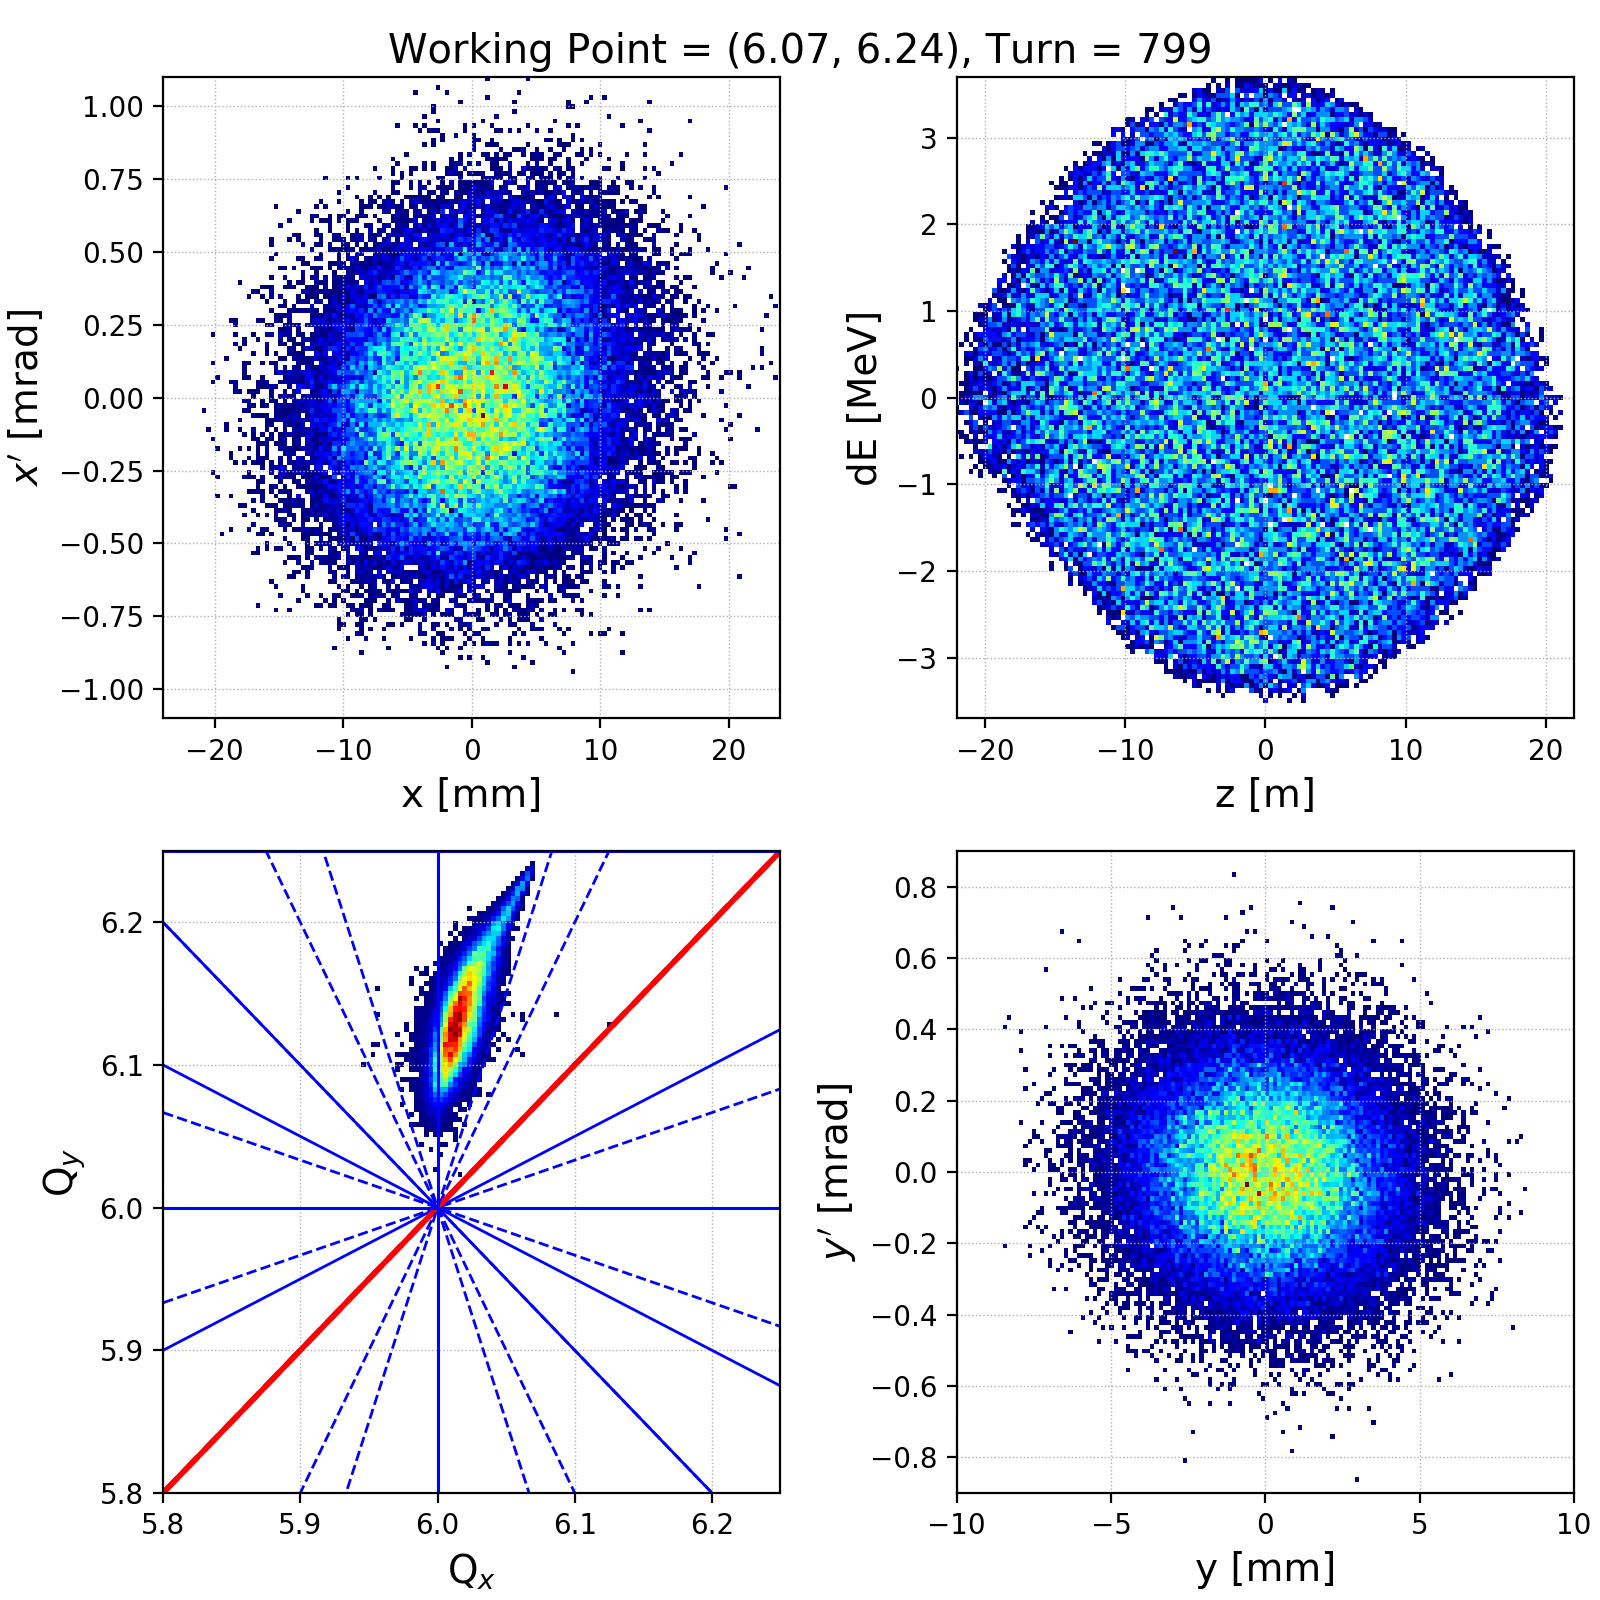 Working Point = (6.07, 6.24), Turn = 799
1.00
0.75
0.50
0.25
0.00
−0.25
−0.50
−0.75
−1.00
x′ [mrad]
−20 −10 0 10 20
x [mm]
3
2
1
0
−1
−2
−3
dE [MeV]
−20 −10 0 10 20
z [m]
6.2
6.1
6.0
5.9
5.8
Qy
5.8 5.9 6.0 6.1 6.2
Qx
0.8
0.6
0.4
0.2
0.0
−0.2
−0.4
−0.6
−0.8
y′ [mrad]
−10 −5 0 5 10
y [mm]